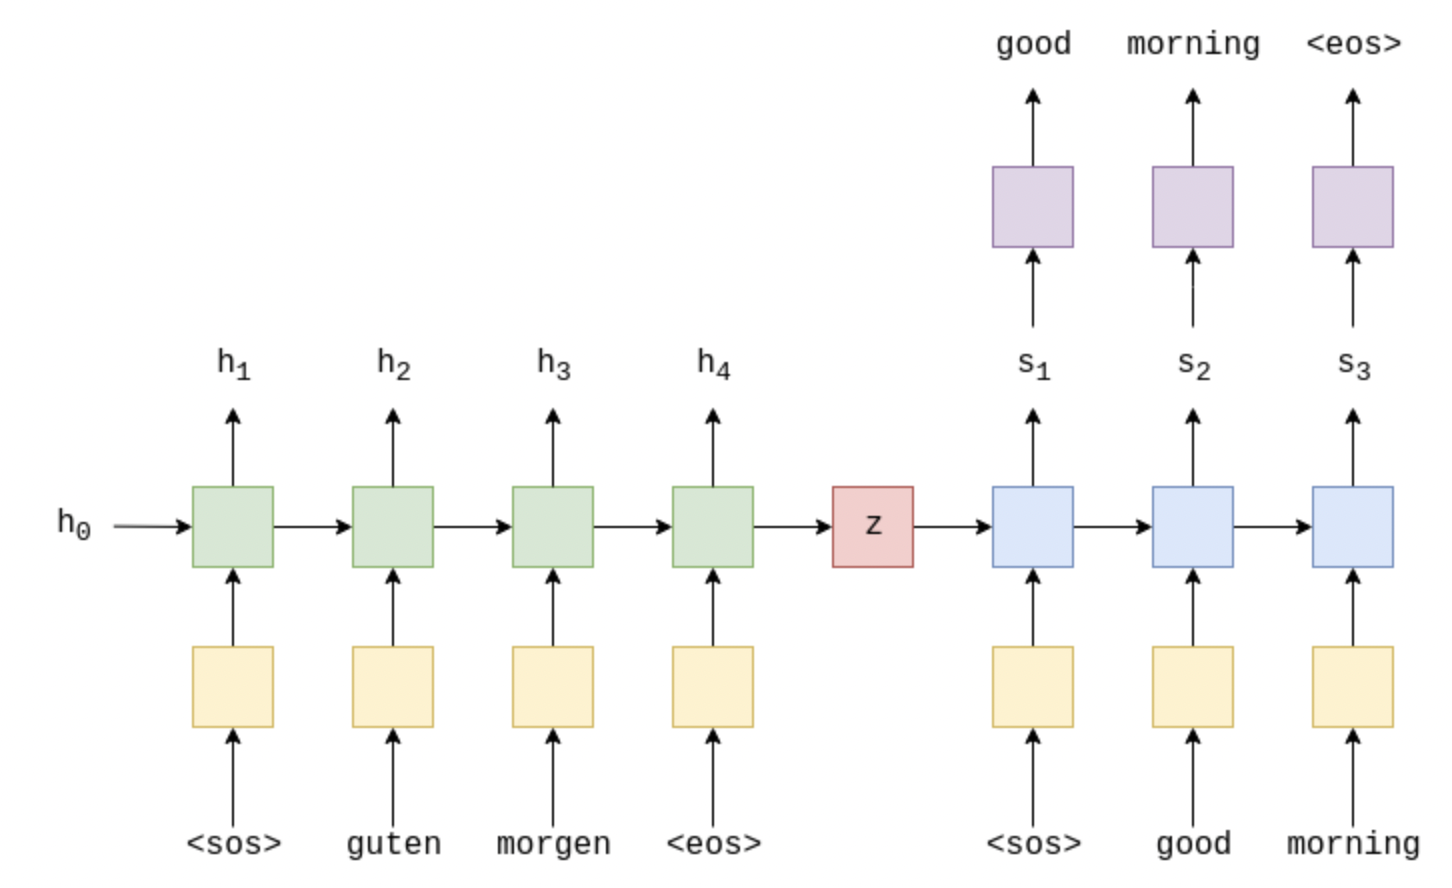 good morning <eos>
h₁ h₂ h₃ h₄ s₁ s₂ s₃
h₀ z
<sos> guten morgen <eos> <sos> good morning